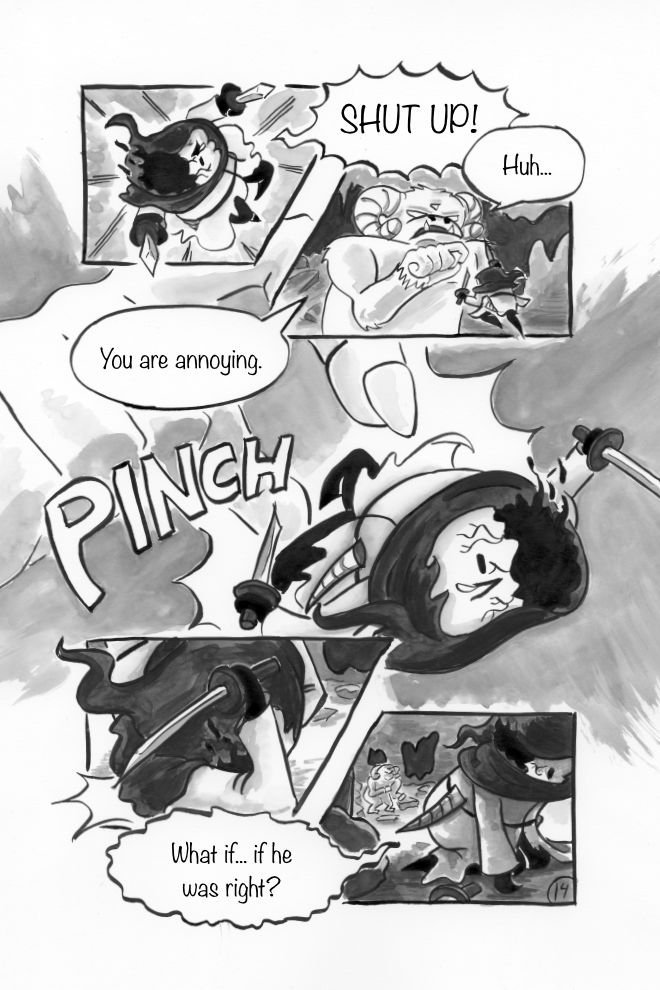 SHUT UP!
Huh...
You are annoying.
PINCH
What if... if he
was right?
14